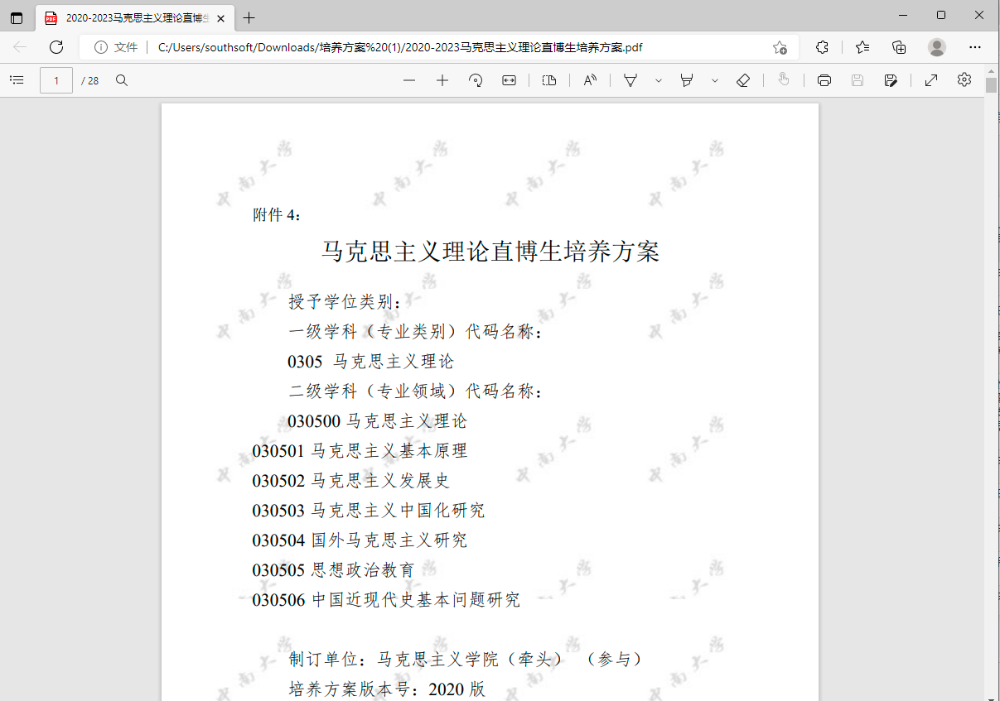 2020-2023马克思主义理论直博生
文件
C:/Users/southsoft/Downloads/培养方案%20(1)/2020-2023马克思主义理论直博生培养方案.pdf
1 / 28
附件 4:
马克思主义理论直博生培养方案
授予学位类别:
一级学科（专业类别）代码名称:
0305 马克思主义理论
二级学科（专业领域）代码名称:
030500 马克思主义理论
030501 马克思主义基本原理
030502 马克思主义发展史
030503 马克思主义中国化研究
030504 国外马克思主义研究
030505 思想政治教育
030506 中国近现代史基本问题研究
制订单位: 马克思主义学院（牵头） （参与）
培养方案版本号: 2020 版